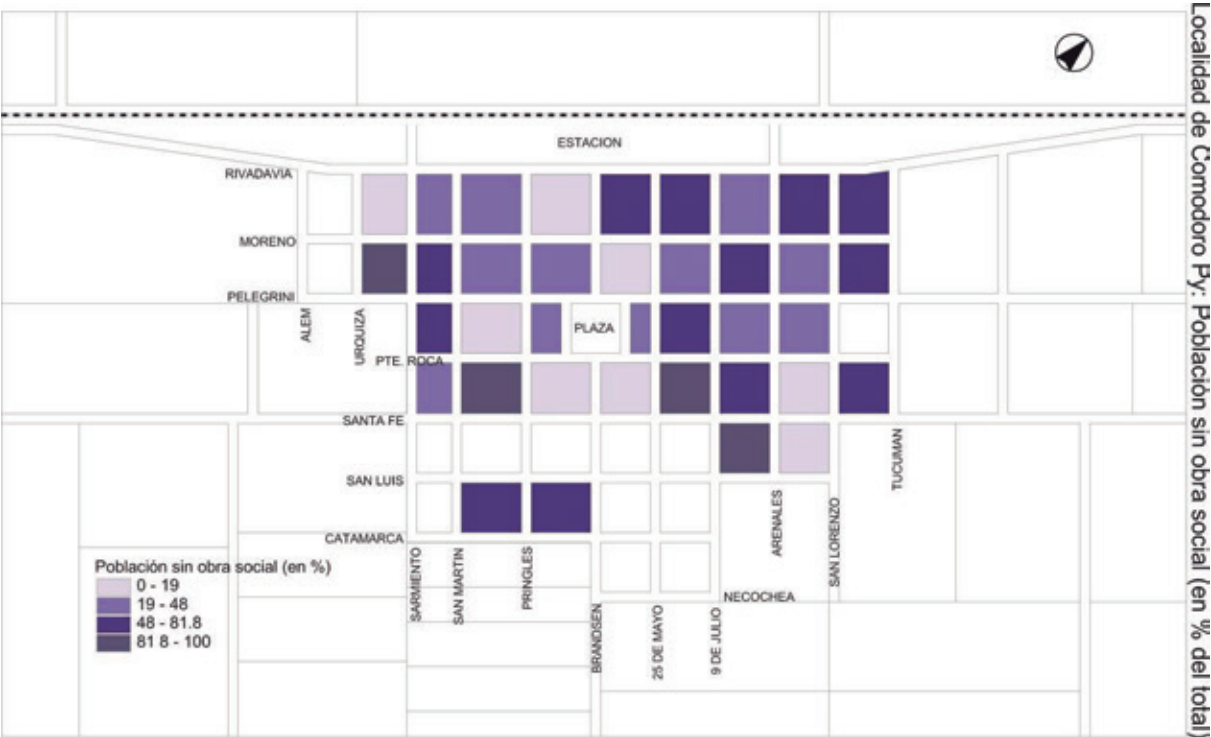 Localidad de Comodoro Py: Población sin obra social (en % del total)
ESTACION
RIVADAVIA
MORENO
PELEGRINI
ALEM
URQUIZA
PLAZA
PTE. ROCA
SANTA FE
TUCUMAN
SAN LUIS
ARENALES
SAN LORENZO
CATAMARCA
SARMIENTO
SAN MARTIN
PRINGLES
NECOCHEA
BRANDSEN
25 DE MAYO
9 DE JULIO
Población sin obra social (en %)
0 - 19
19 - 48
48 - 81.8
81 8 - 100